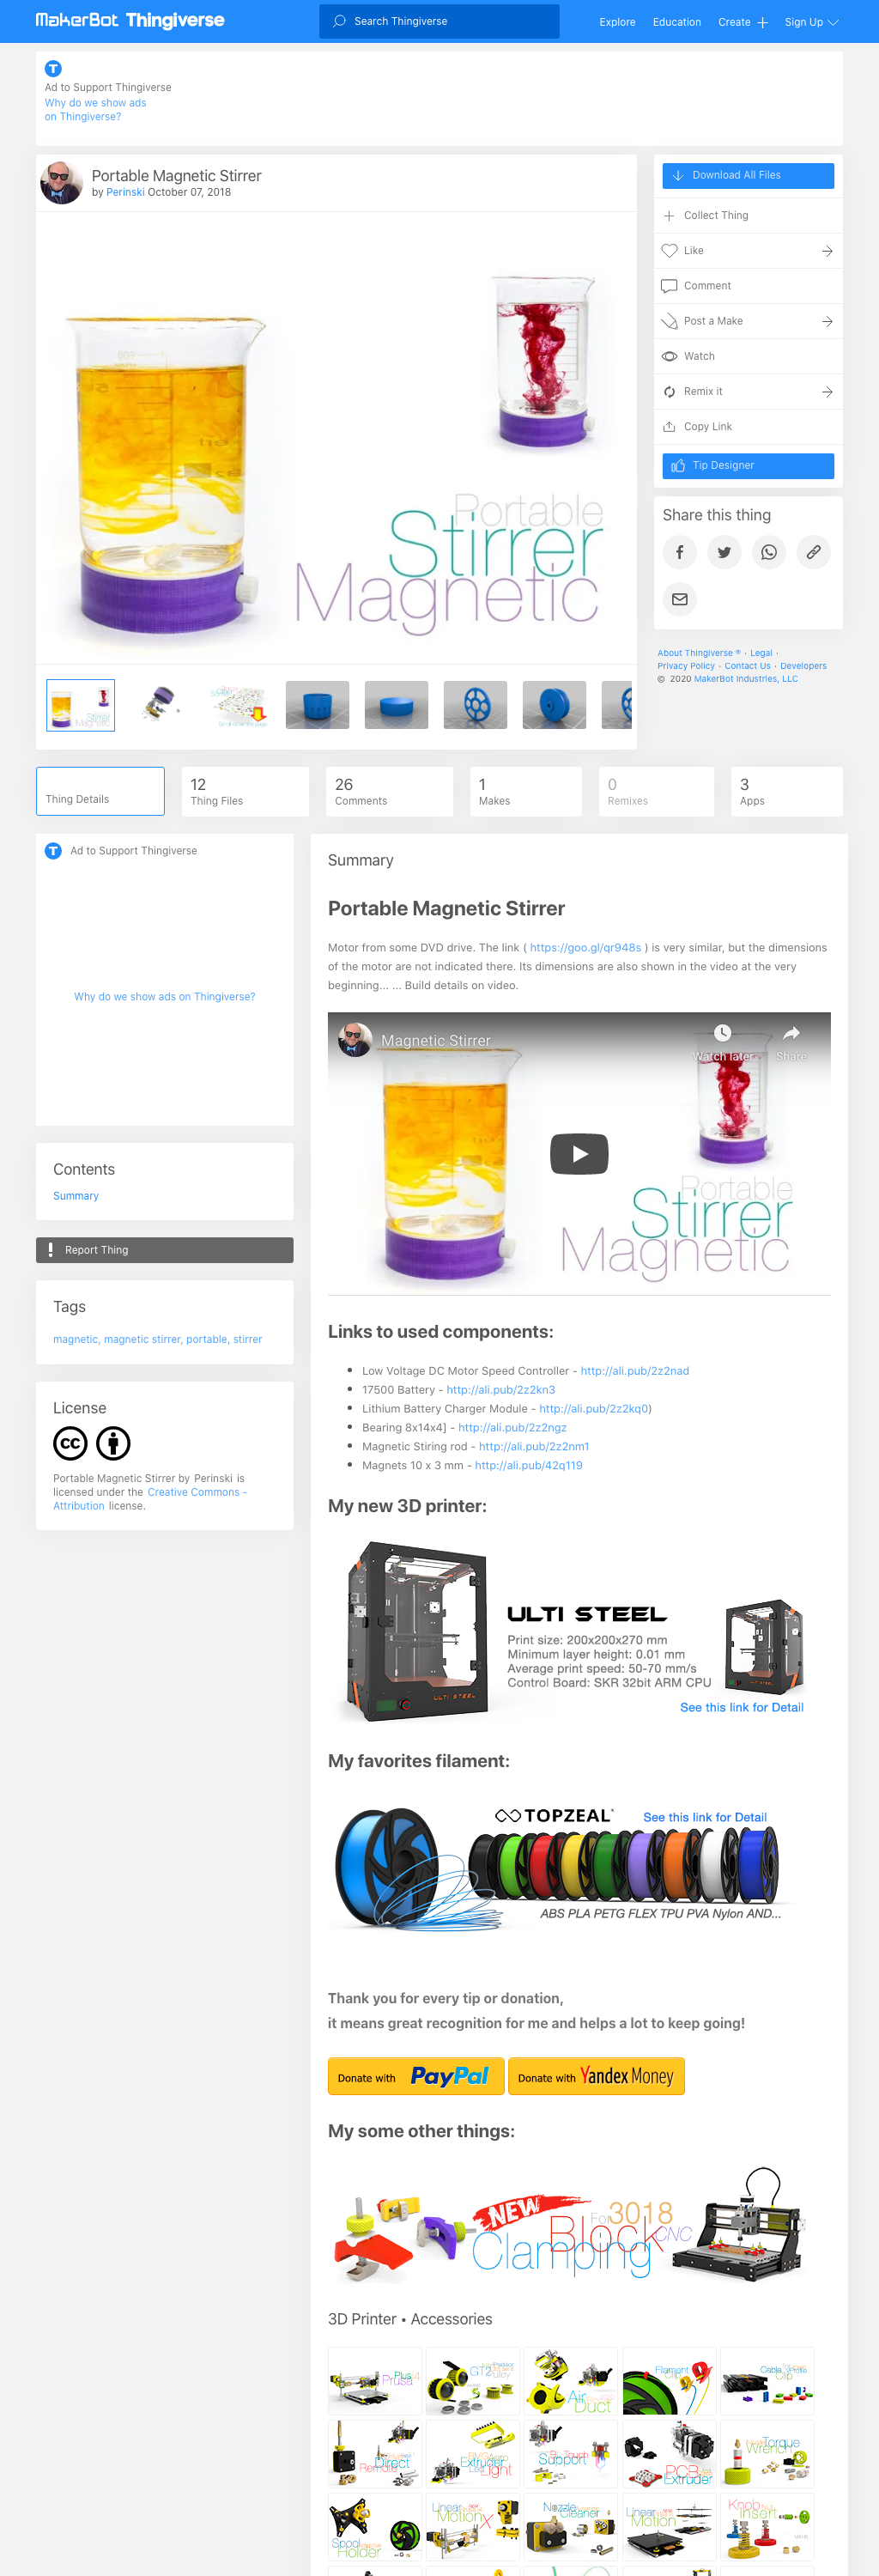 MakerBot Thingiverse
Search Thingiverse
Explore
Education
Create
Sign Up
Ad to Support Thingiverse
Why do we show ads
on Thingiverse?
Portable Magnetic Stirrer
by Perinski October 07, 2018
Portable
Stirrer
Magnetic
Download All Files
Collect Thing
Like
Comment
Post a Make
Watch
Remix it
Copy Link
Tip Designer
Share this thing
About Thingiverse ® · Legal ·
Privacy Policy · Contact Us · Developers
© 2020 MakerBot Industries, LLC
Thing Details
12
Thing Files
26
Comments
1
Makes
0
Remixes
3
Apps
Ad to Support Thingiverse
Why do we show ads on Thingiverse?
Contents
Summary
Report Thing
Tags
magnetic, magnetic stirrer, portable, stirrer
License
Portable Magnetic Stirrer by Perinski is
licensed under the Creative Commons -
Attribution license.
Summary
Portable Magnetic Stirrer
Motor from some DVD drive. The link ( https://goo.gl/qr948s ) is very similar, but the dimensions
of the motor are not indicated there. Its dimensions are also shown in the video at the very
beginning... ... Build details on video.
Magnetic Stirrer
Watch later
Share
Portable
Stirrer
Magnetic
Links to used components:
Low Voltage DC Motor Speed Controller - http://ali.pub/2z2nad
17500 Battery - http://ali.pub/2z2kn3
Lithium Battery Charger Module - http://ali.pub/2z2kq0)
Bearing 8x14x4] - http://ali.pub/2z2ngz
Magnetic Stiring rod - http://ali.pub/2z2nm1
Magnets 10 x 3 mm - http://ali.pub/42q119
My new 3D printer:
ULTI STEEL
Print size: 200x200x270 mm
Minimum layer height: 0.01 mm
Average print speed: 50-70 mm/s
Control Board: SKR 32bit ARM CPU
ULTI STEEL
See this link for Detail
My favorites filament:
TOPZEAL
See this link for Detail
ABS PLA PETG FLEX TPU PVA Nylon AND...
Thank you for every tip or donation,
it means great recognition for me and helps a lot to keep going!
Donate with PayPal
Donate with Yandex Money
My some other things:
NEW
For 3018
Block CNC
Clamping
3D Printer • Accessories
Plus
Prusa i4
GT2
Pulley
Air
Duct
Filament
Clip
Cable
Clip
Direct
Remote
Extruder
Light
BL Touch
Support
PCB
Extruder
Torque
Wrench
Spool
Holder
Linear
Motion X
Nozzle
Cleaner
Linear
Motion
Knob
Insert